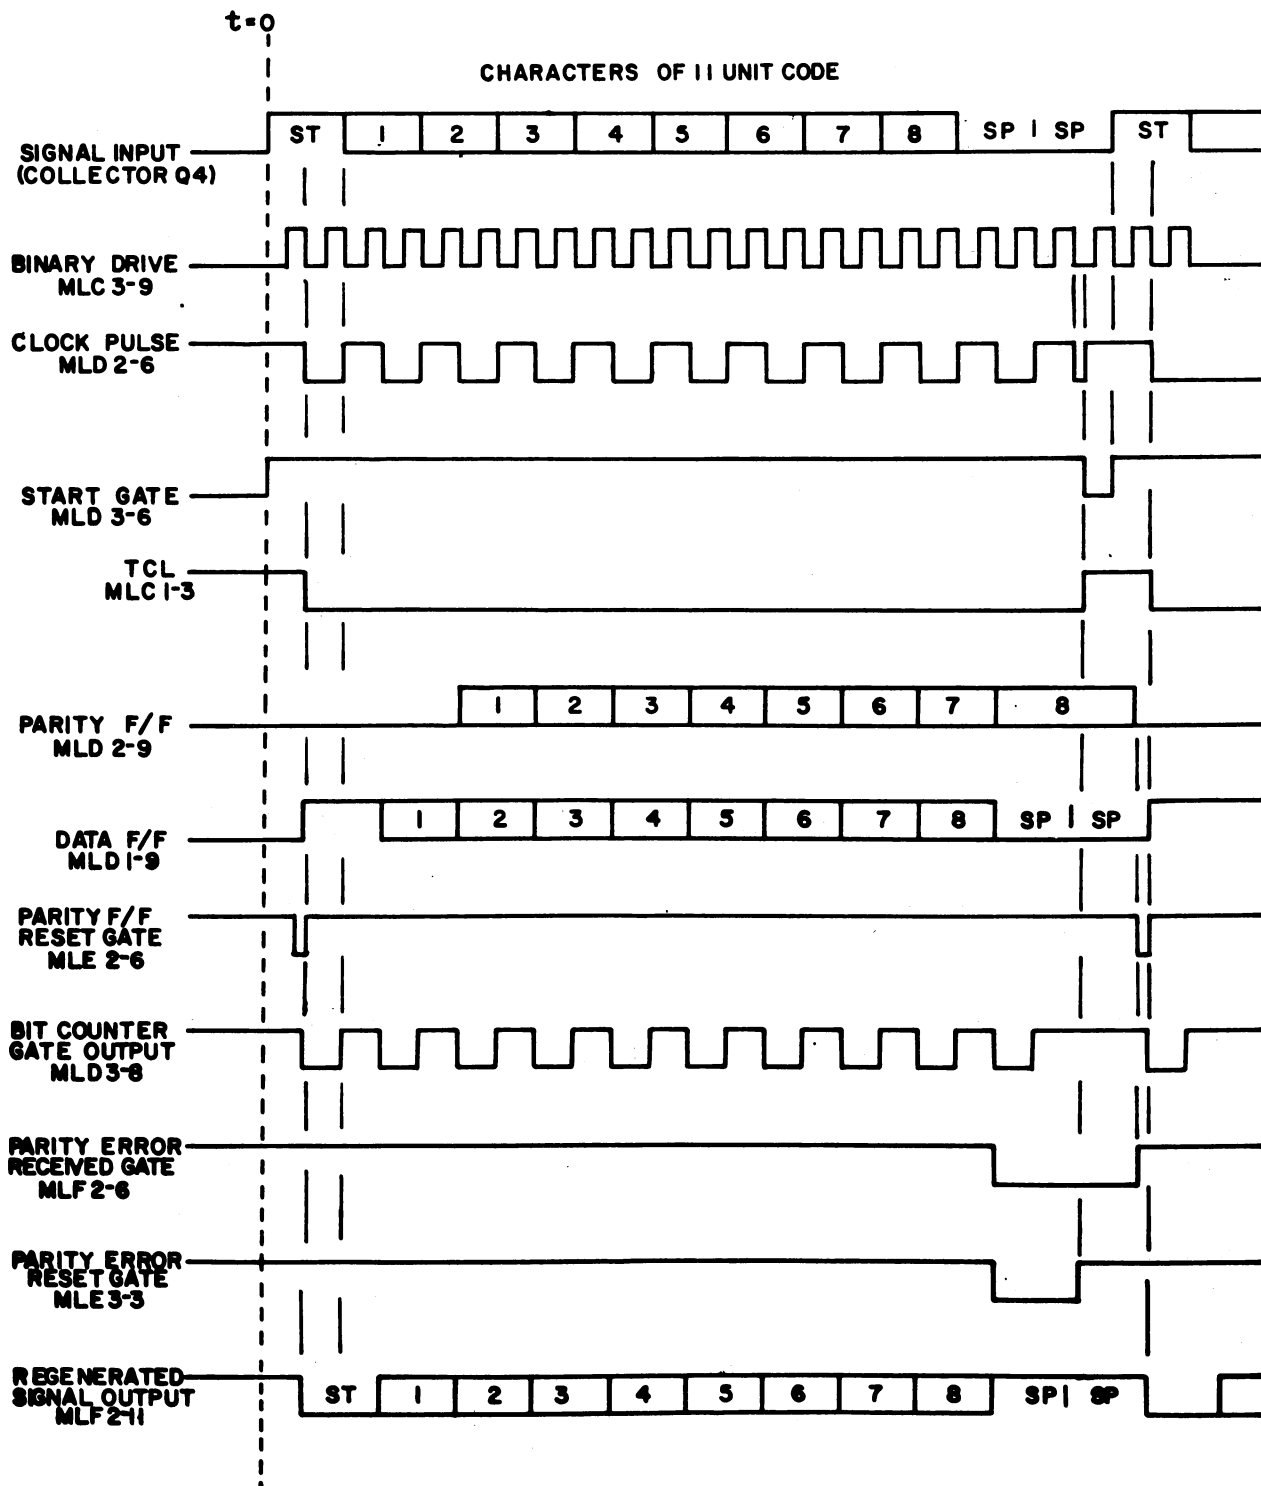 t=0
CHARACTERS OF 11 UNIT CODE
SIGNAL INPUT
(COLLECTOR Q4)
ST 1 2 3 4 5 6 7 8 SP | SP ST
BINARY DRIVE
MLC 3-9
CLOCK PULSE
MLD 2-6
START GATE
MLD 3-6
TCL
MLC 1-3
PARITY F/F
MLD 2-9
1 2 3 4 5 6 7 8
DATA F/F
MLD 1-9
1 2 3 4 5 6 7 8 SP | SP
PARITY F/F
RESET GATE
MLE 2-6
BIT COUNTER
GATE OUTPUT
MLD 3-8
PARITY ERROR
RECEIVED GATE
MLF 2-6
PARITY ERROR
RESET GATE
MLE 3-3
REGENERATED
SIGNAL OUTPUT
MLF 2-11
ST 1 2 3 4 5 6 7 8 SP | SP